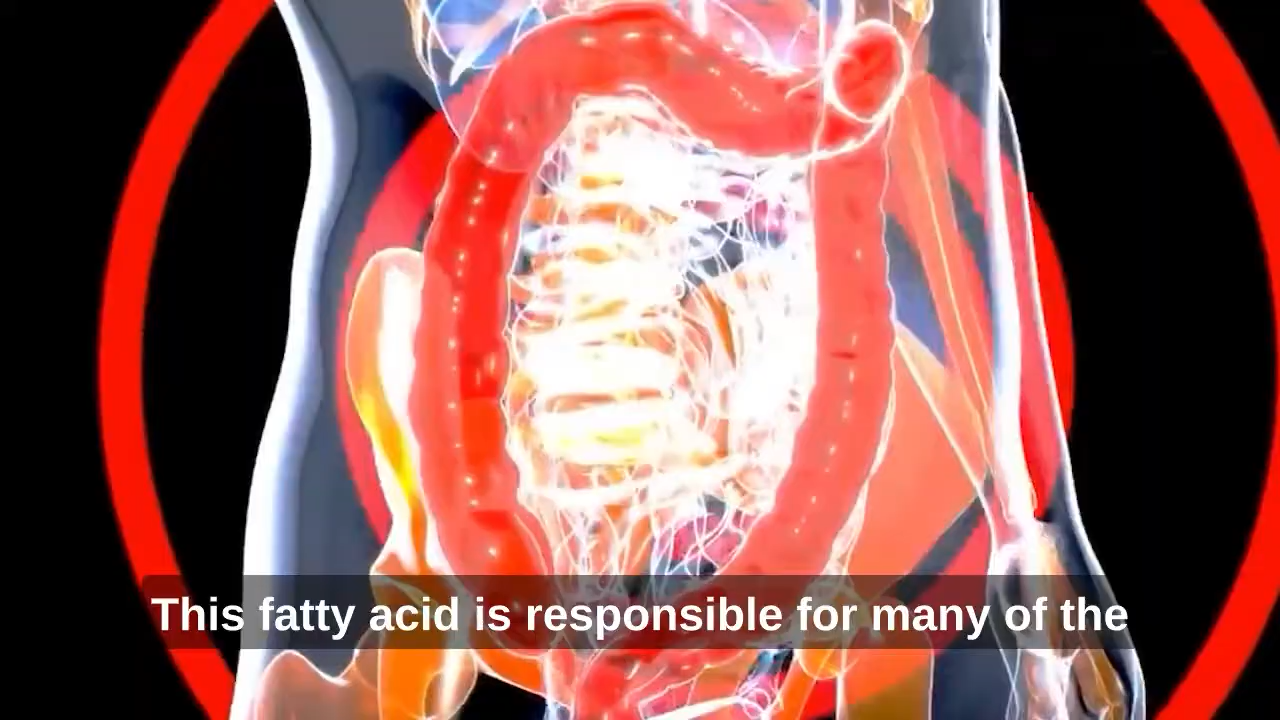 This fatty acid is responsible for many of the